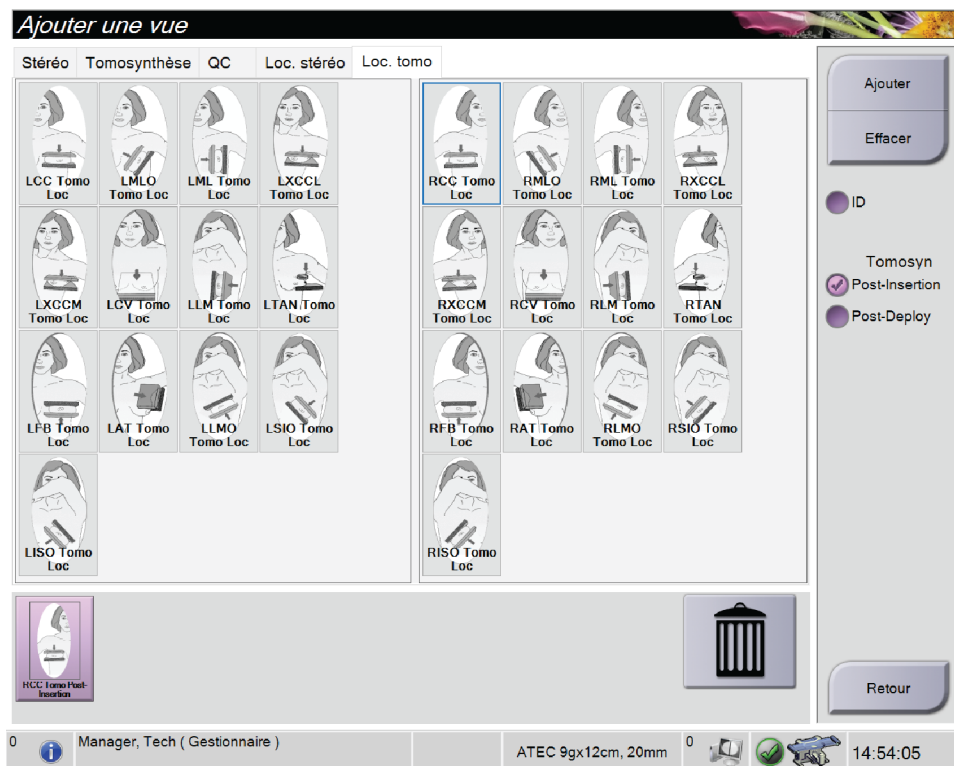 Ajouter une vue
Stéréo Tomosynthèse QC Loc. stéréo Loc. tomo
LCC Tomo
Loc
LMLO
Tomo Loc
LML Tomo
Loc
LXCCL
Tomo Loc
LXCCM
Tomo Loc
LCV Tomo
Loc
LLM Tomo
Loc
LTAN Tomo
Loc
LFB Tomo
Loc
LAT Tomo
Loc
LLMO
Tomo Loc
LSIO Tomo
Loc
LISO Tomo
Loc
RCC Tomo
Loc
RMLO
Tomo Loc
RML Tomo
Loc
RXCCL
Tomo Loc
RXCCM
Tomo Loc
RCV Tomo
Loc
RLM Tomo
Loc
RTAN
Tomo Loc
RFB Tomo
Loc
RAT Tomo
Loc
RLMO
Tomo Loc
RSIO Tomo
Loc
RISO Tomo
Loc
Ajouter
Effacer
ID
Tomosyn
Post-Insertion
Post-Deploy
RCC Tomo Post-
Insertion
Retour
0 Manager, Tech ( Gestionnaire ) ATEC 9gx12cm, 20mm 0 14:54:05